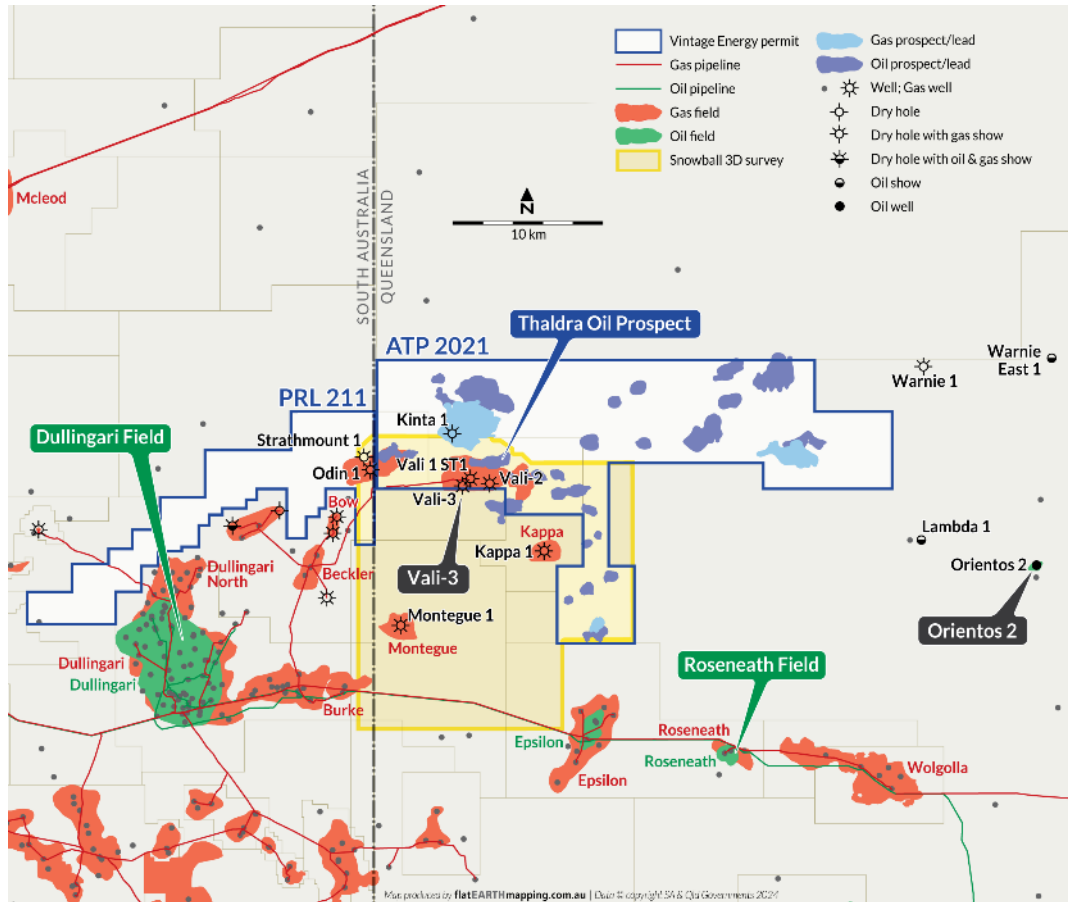 Vintage Energy permit
Gas pipeline
Oil pipeline
Gas field
Oil field
Snowball 3D survey
Gas prospect/lead
Oil prospect/lead
Well; Gas well
Dry hole
Dry hole with gas show
Dry hole with oil & gas show
Oil show
Oil well
Mcleod
SOUTH AUSTRALIA
QUEENSLAND
N
10 km
Thaldra Oil Prospect
ATP 2021
PRL 211
Warnie 1
Warnie
East 1
Dullingari Field
Kinta 1
Strathmount 1
Odin 1
Vali 1 ST1
Vali-2
Vali-3
Bow
Kappa
Kappa 1
Lambda 1
Orientos 2
Dullingari
North
Beckler
Vali-3
Montegue 1
Montegue
Orientos 2
Dullingari
Dullingari
Burke
Roseneath Field
Epsilon
Epsilon
Roseneath
Roseneath
Wolgolla
Map produced by flatEARTHmapping.com.au | Data © copyright SA & Qld Governments 2024